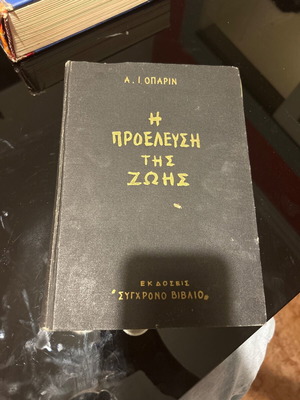 Α. Ι ΟΠΑΡΙΝ
Η
ΠΡΟΕΛΕΥΣΗ
ΤΗΣ
ΖΩΗΣ
ΕΚΔΟΣΕΙΣ
"ΣΥΓΧΡΟΝΟ ΒΙΒΛΙΟ"